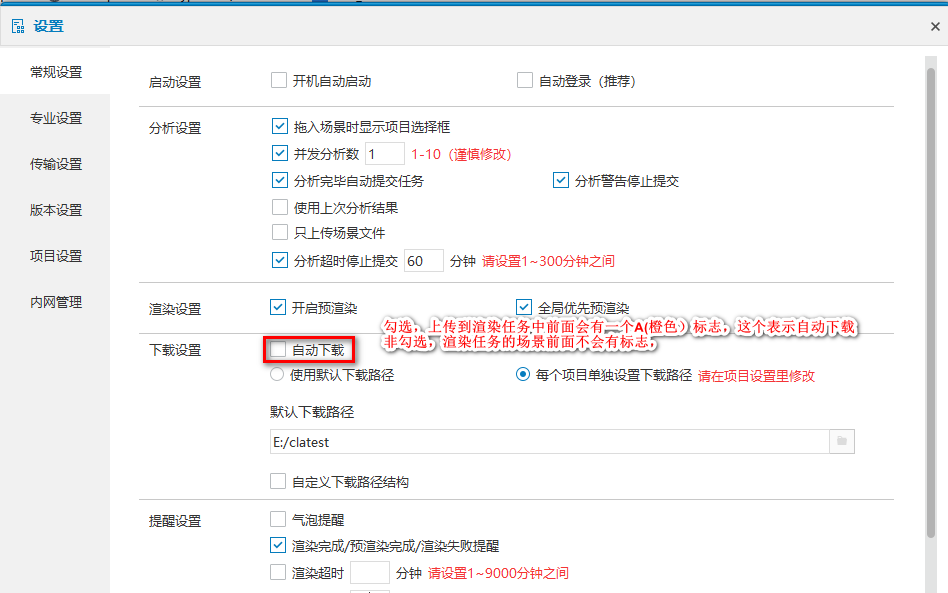 设置
常规设置
专业设置
传输设置
版本设置
项目设置
内网管理
启动设置
开机自动启动
自动登录（推荐）
分析设置
拖入场景时显示项目选择框
并发分析数 1 1-10（谨慎修改）
分析完毕自动提交任务
分析警告停止提交
使用上次分析结果
只上传场景文件
分析超时停止提交 60 分钟 请设置1~300分钟之间
渲染设置
开启预渲染
全局优先预渲染
勾选，上传到渲染任务中前面会有一个A(橙色）标志，这个表示自动下载
非勾选，渲染任务的场景前面不会有标志，
下载设置
自动下载
使用默认下载路径
每个项目单独设置下载路径 请在项目设置里修改
默认下载路径
E:/clatest
自定义下载路径结构
提醒设置
气泡提醒
渲染完成/预渲染完成/渲染失败提醒
渲染超时 分钟 请设置1~9000分钟之间